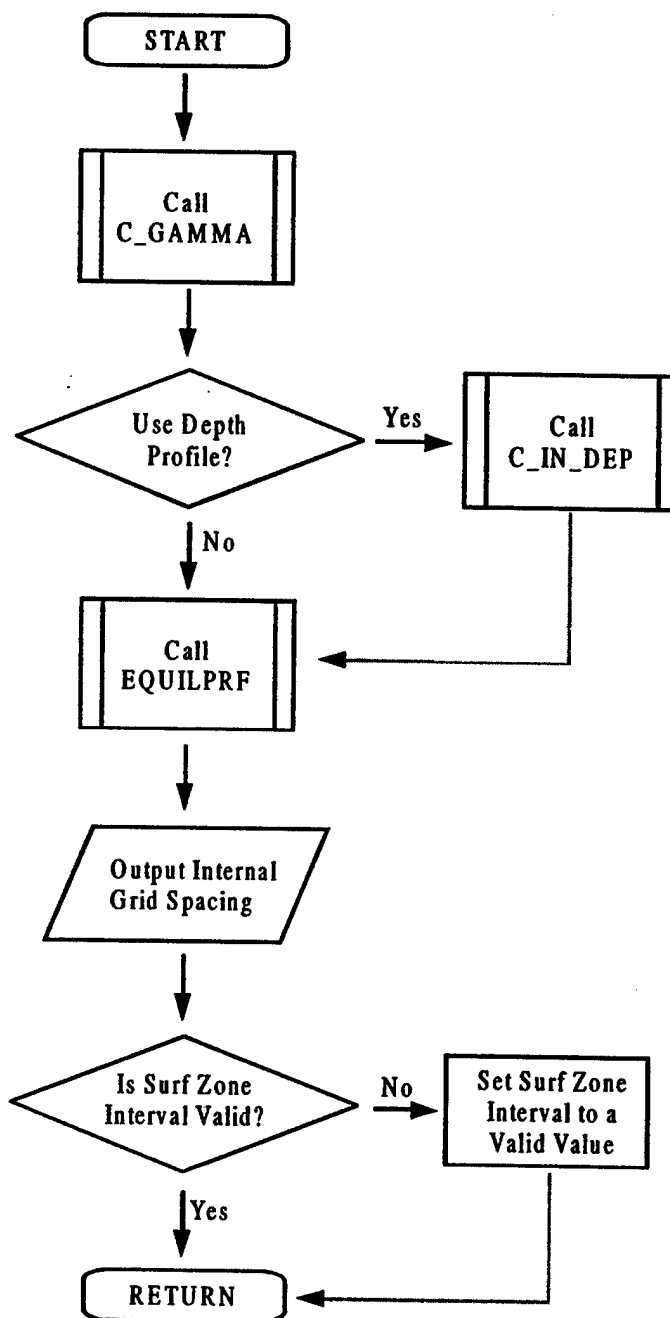 START
Call
C_GAMMA
Use Depth
Profile?
Yes
Call
C_IN_DEP
No
Call
EQUILPRF
Output Internal
Grid Spacing
Is Surf Zone
Interval Valid?
No
Set Surf Zone
Interval to a
Valid Value
Yes
RETURN